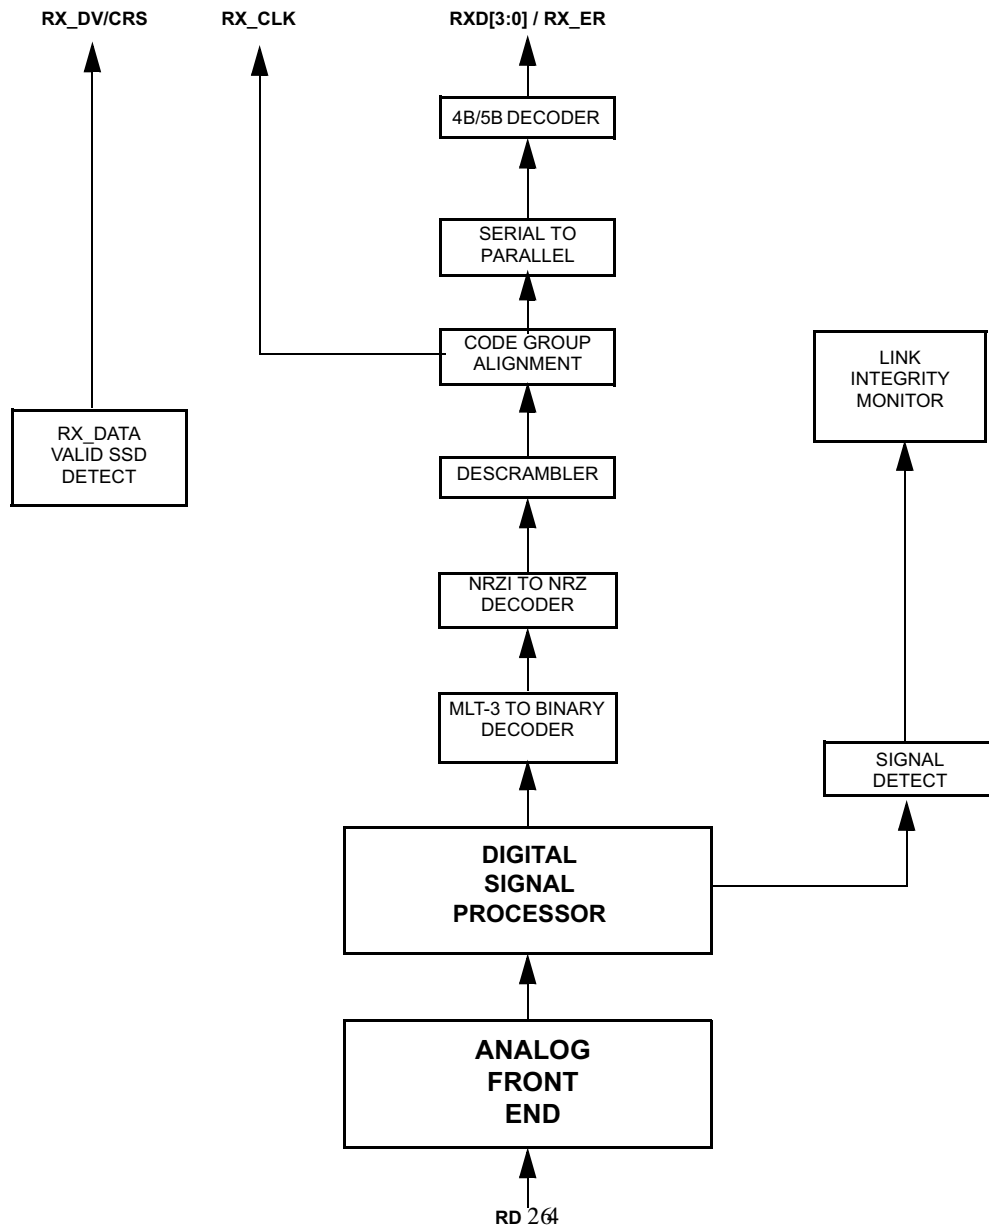 RX_DV/CRS
RX_CLK
RXD[3:0] / RX_ER
4B/5B DECODER
SERIAL TO
PARALLEL
CODE GROUP
ALIGNMENT
LINK
INTEGRITY
MONITOR
RX_DATA
VALID SSD
DETECT
DESCRAMBLER
NRZI TO NRZ
DECODER
MLT-3 TO BINARY
DECODER
SIGNAL
DETECT
DIGITAL
SIGNAL
PROCESSOR
ANALOG
FRONT
END
RD